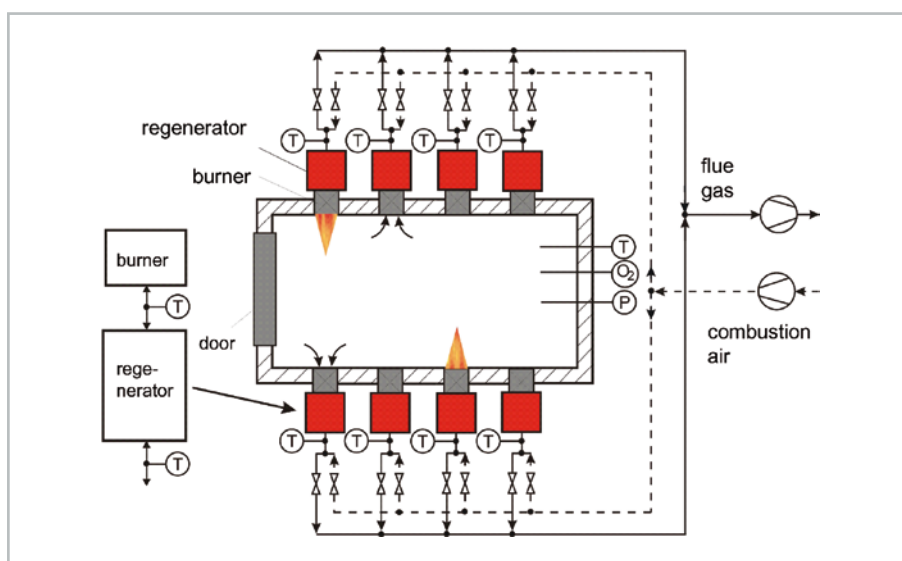 T
T
T
T
regenerator
burner
flue
gas
T
burner
O2
T
P
door
combustion
air
rege-
nerator
T
T
T
T
T